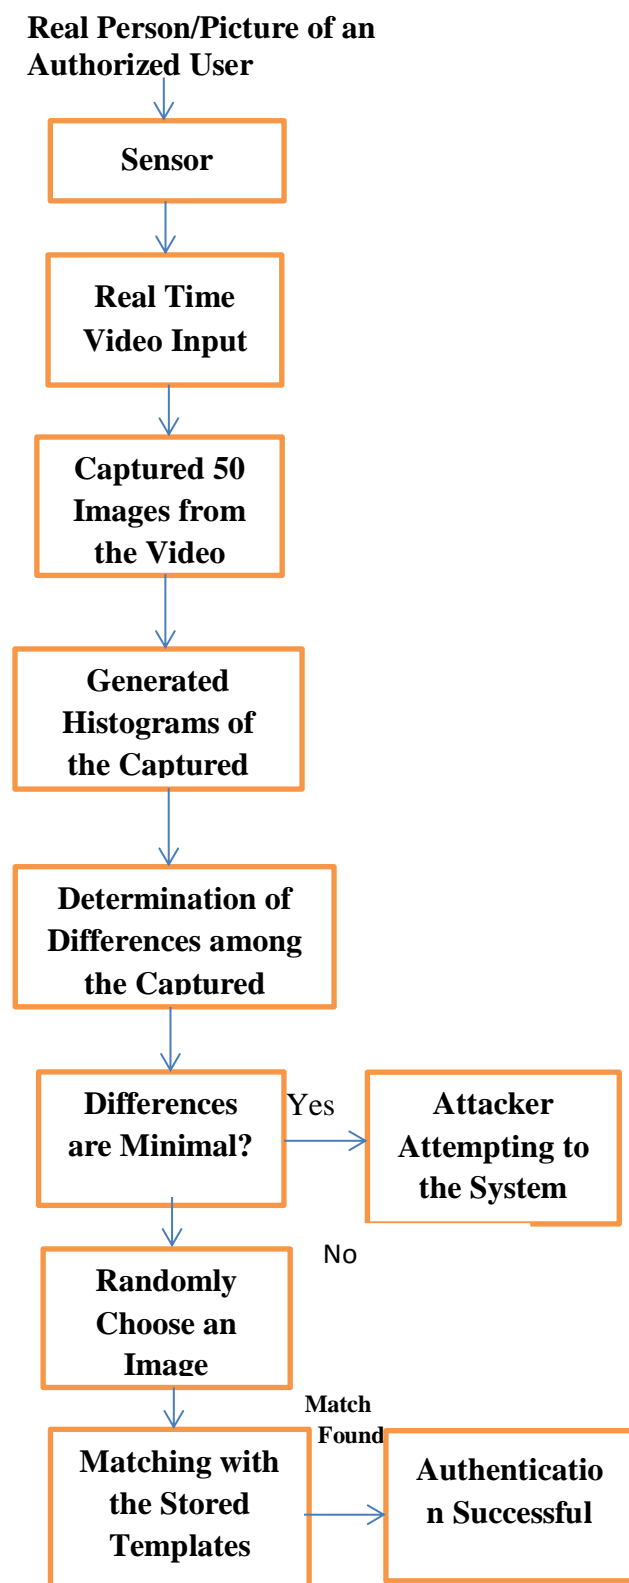 Real Person/Picture of an
Authorized User
Sensor
Real Time
Video Input
Captured 50
Images from
the Video
Generated
Histograms of
the Captured
Determination of
Differences among
the Captured
Differences
are Minimal?
Yes
Attacker
Attempting to
the System
No
Randomly
Choose an
Image
Match
Found
Matching with
the Stored
Templates
Authenticatio
n Successful